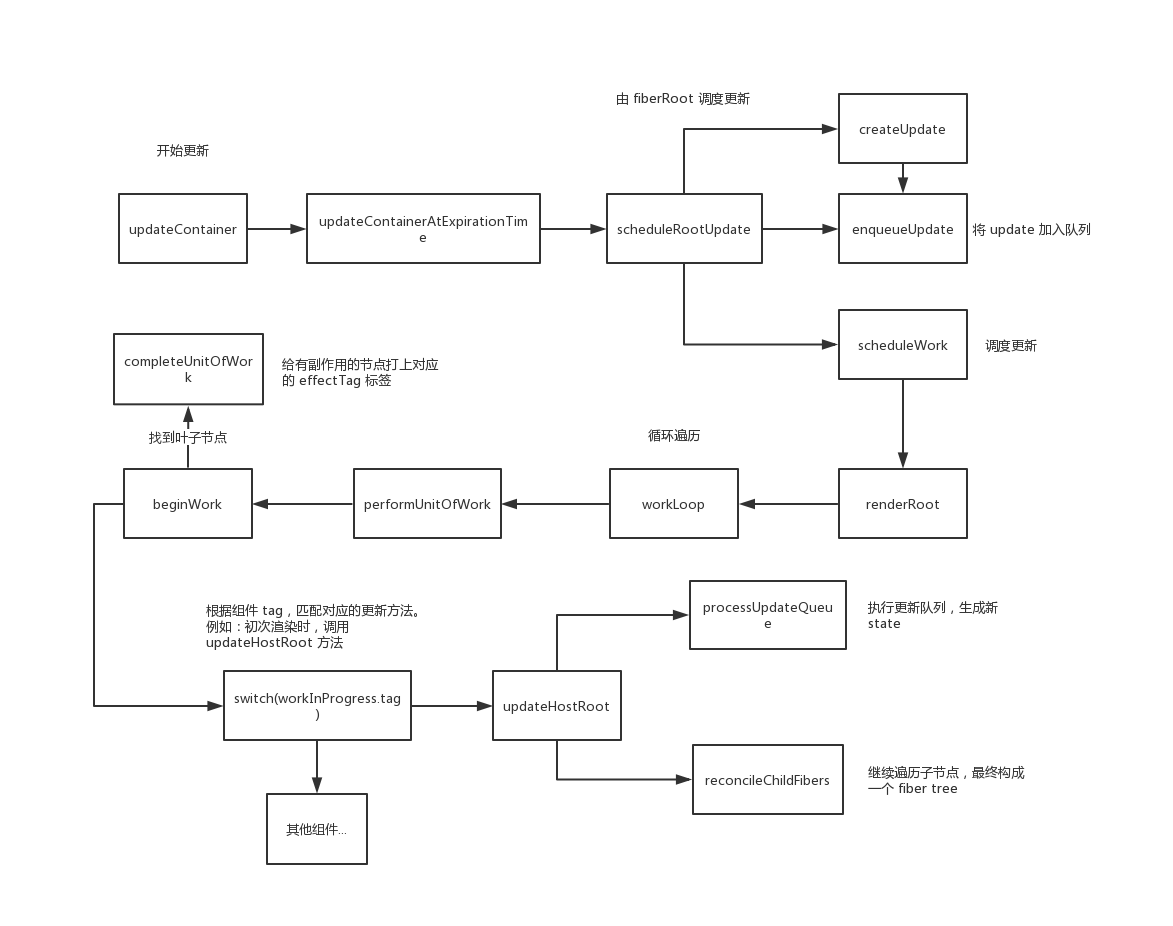 由 fiberRoot 调度更新
createUpdate
开始更新
updateContainer
updateContainerAtExpirationTim
e
scheduleRootUpdate
enqueueUpdate
将 update 加入队列
scheduleWork
调度更新
completeUnitOfWor
k
给有副作用的节点打上对应
的 effectTag 标签
找到叶子节点
循环遍历
beginWork
performUnitOfWork
workLoop
renderRoot
根据组件 tag，匹配对应的更新方法。
例如：初次渲染时，调用
updateHostRoot 方法
processUpdateQueu
e
执行更新队列，生成新
state
switch(workInProgress.tag
)
updateHostRoot
reconcileChildFibers
继续遍历子节点，最终构成
一个 fiber tree
其他组件...